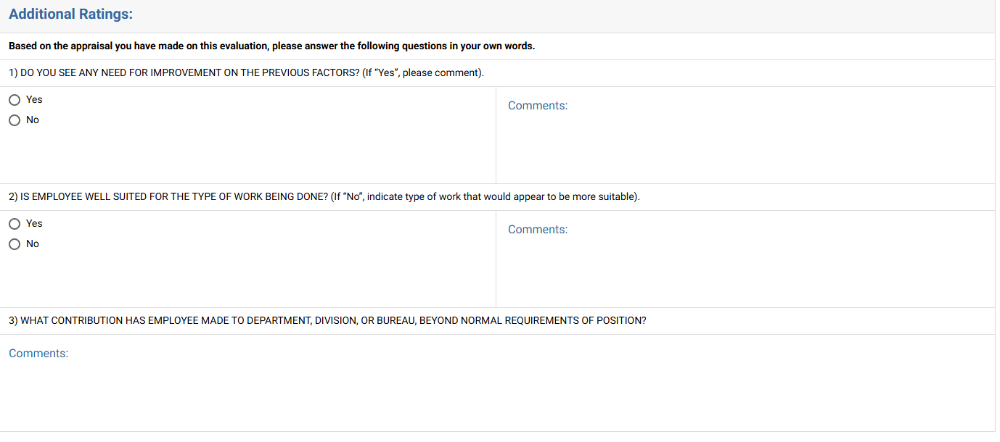 Additional Ratings:
Based on the appraisal you have made on this evaluation, please answer the following questions in your own words.
1) DO YOU SEE ANY NEED FOR IMPROVEMENT ON THE PREVIOUS FACTORS? (If “Yes”, please comment).
Yes
Comments:
No
2) IS EMPLOYEE WELL SUITED FOR THE TYPE OF WORK BEING DONE? (If “No”, indicate type of work that would appear to be more suitable).
Yes
Comments:
No
3) WHAT CONTRIBUTION HAS EMPLOYEE MADE TO DEPARTMENT, DIVISION, OR BUREAU, BEYOND NORMAL REQUIREMENTS OF POSITION?
Comments: